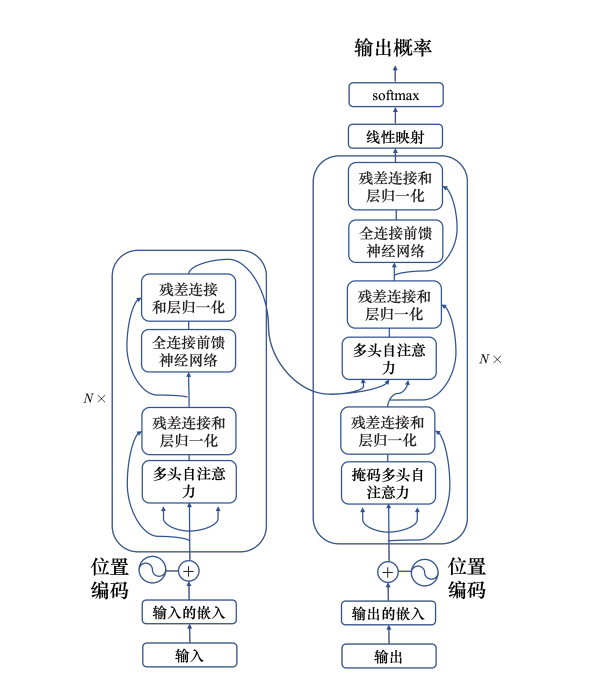 输出概率
softmax
线性映射
残差连接和
层归一化
全连接前馈
神经网络
残差连接和
层归一化
多头自注意
力
残差连接和
层归一化
掩码多头自
注意力
N×
位置
编码
输出的嵌入
输出
残差连接
和层归一化
全连接前馈
神经网络
残差连接和
层归一化
多头自注意
力
N×
位置
编码
输入的嵌入
输入